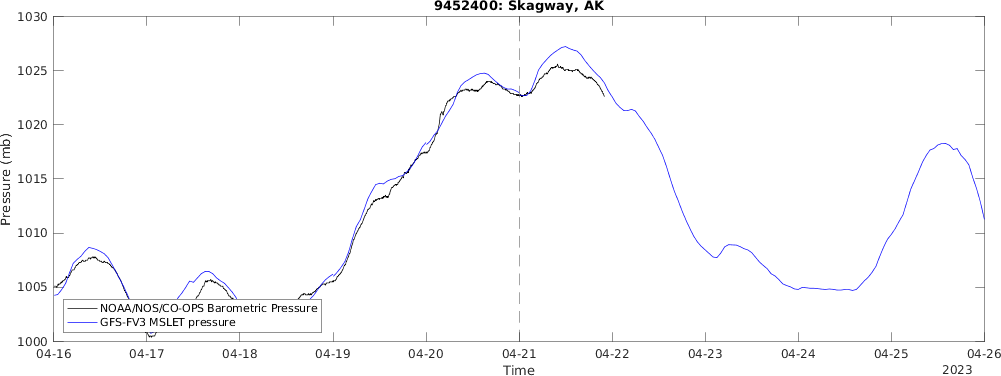 9452400: Skagway, AK
Pressure (mb)
1030
1025
1020
1015
1010
1005
1000
NOAA/NOS/CO-OPS Barometric Pressure
GFS-FV3 MSLET pressure
04-16 04-17 04-18 04-19 04-20 04-21 04-22 04-23 04-24 04-25 04-26
Time
2023